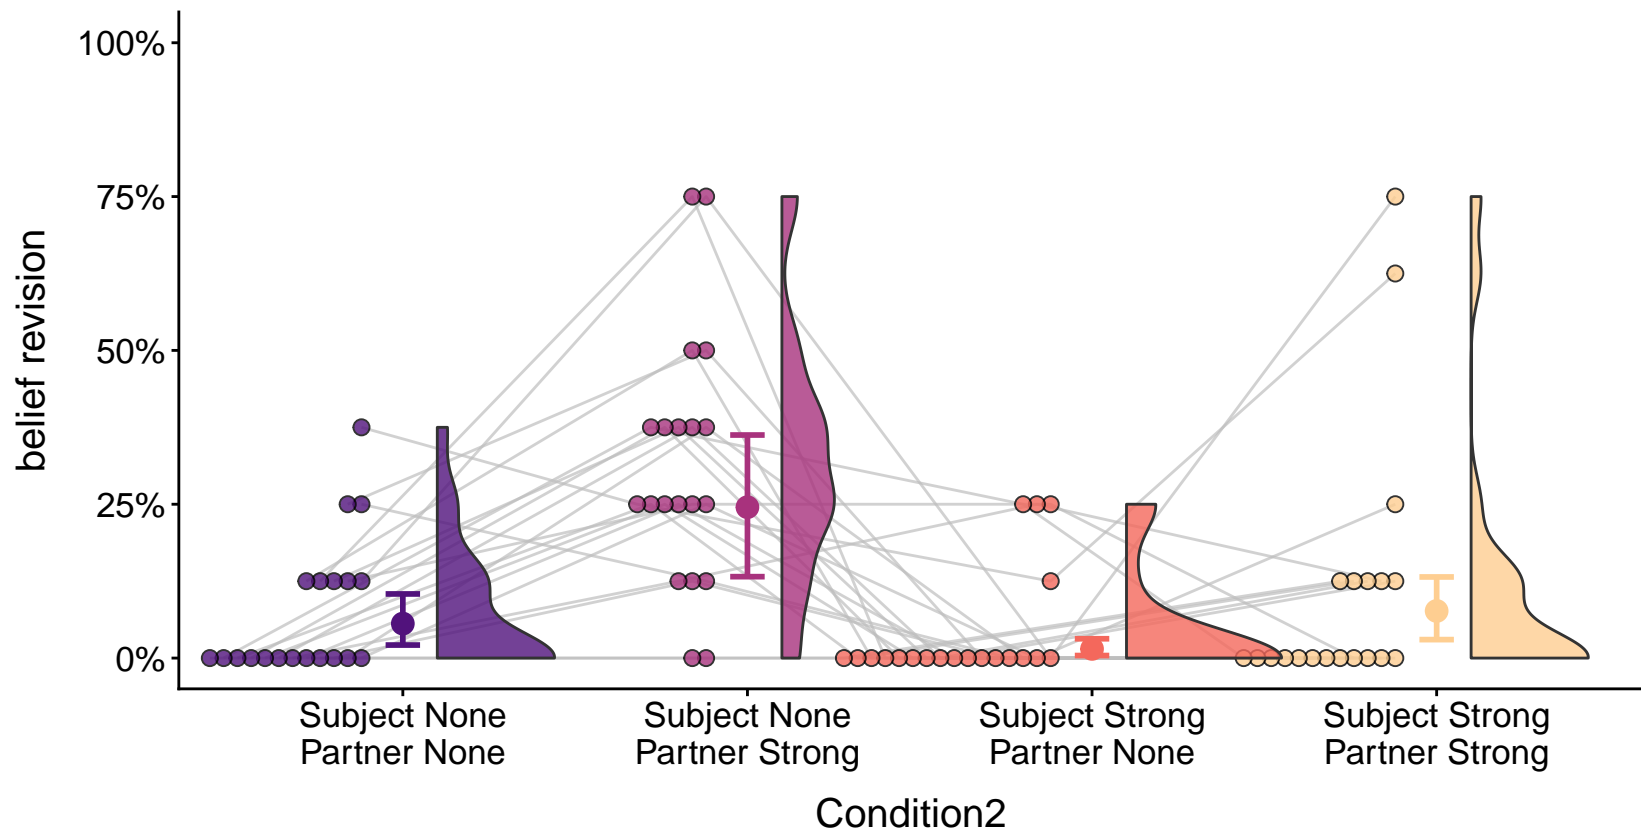 100%
75%
50%
25%
0%
belief revision
Subject None
Partner None
Subject None
Partner Strong
Subject Strong
Partner None
Subject Strong
Partner Strong
Condition2